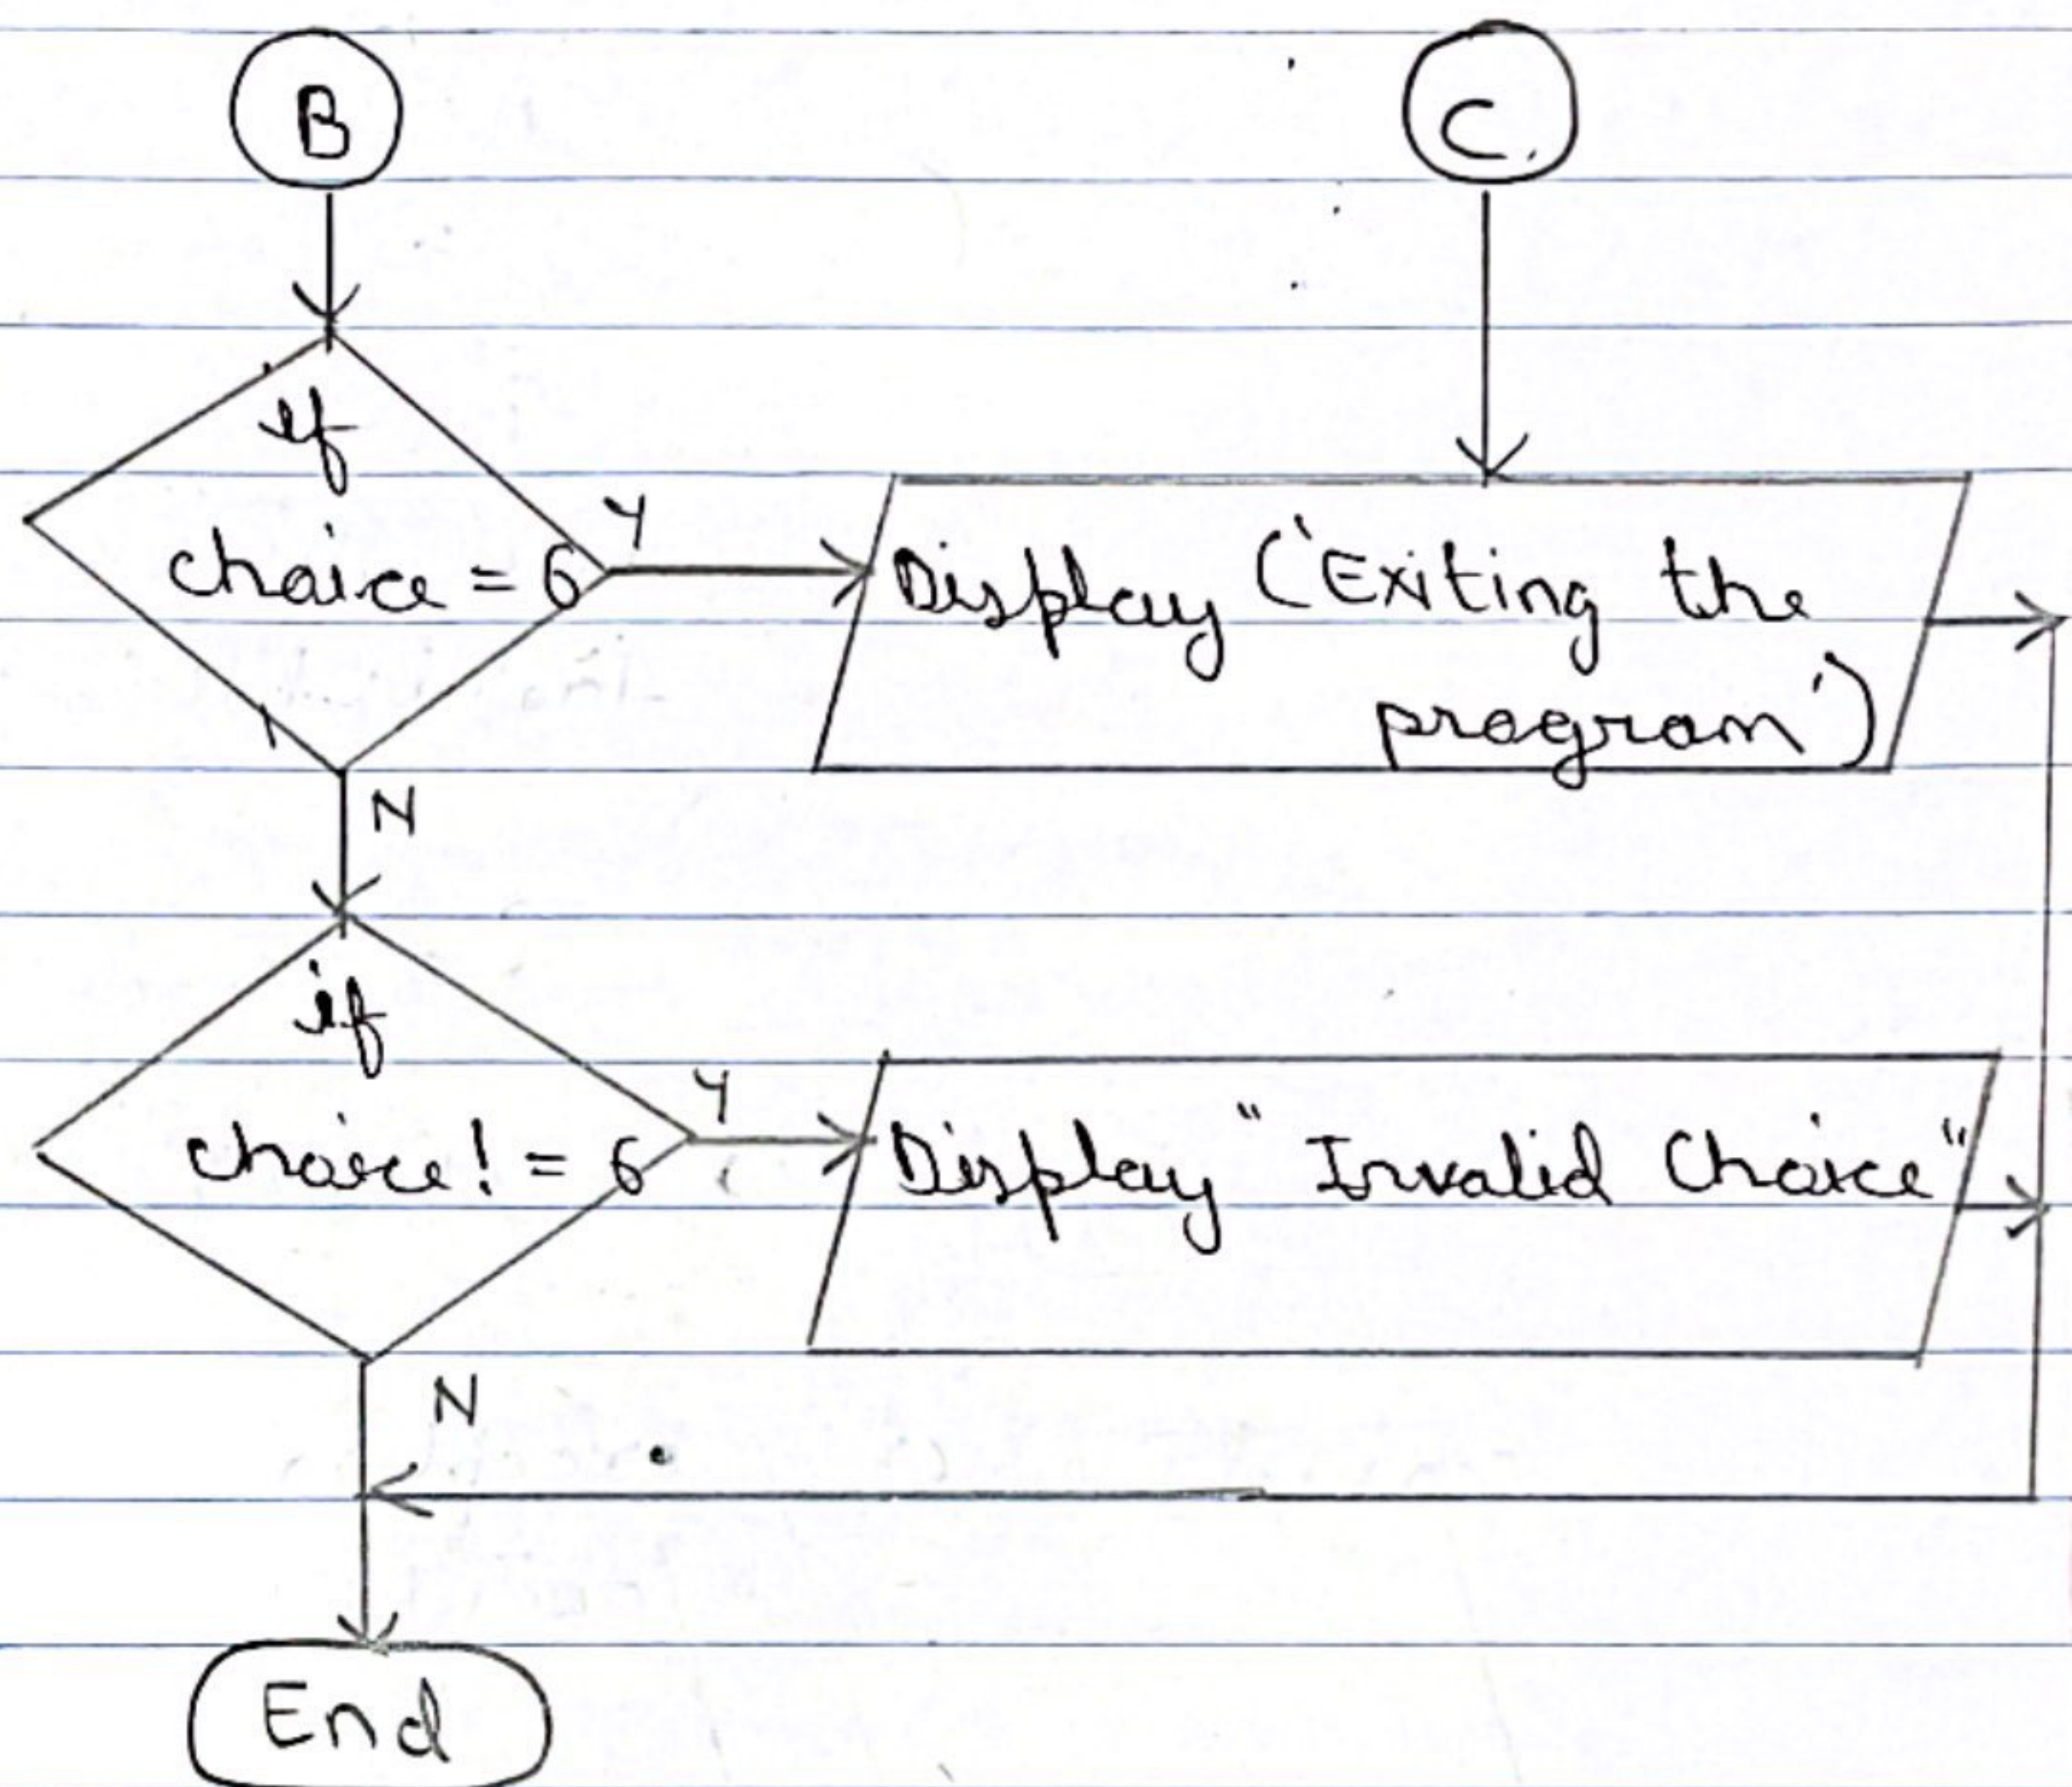 B
C.
if
choice = 6
Y
Display ('Exiting the
program')
N
if
choice! = 6
Y
Display "Invalid Choice"
N
End